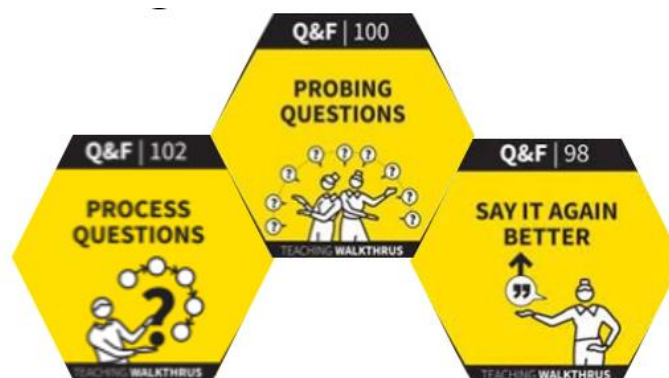 Q&F | 100
PROBING
QUESTIONS
? ? ? ? ? ? ? ? ?
TEACHING WALKTHRUS
Q&F | 102
PROCESS
QUESTIONS
?
TEACHING WALKTHRUS
Q&F | 98
SAY IT AGAIN
BETTER
”
TEACHING WALKTHRUS